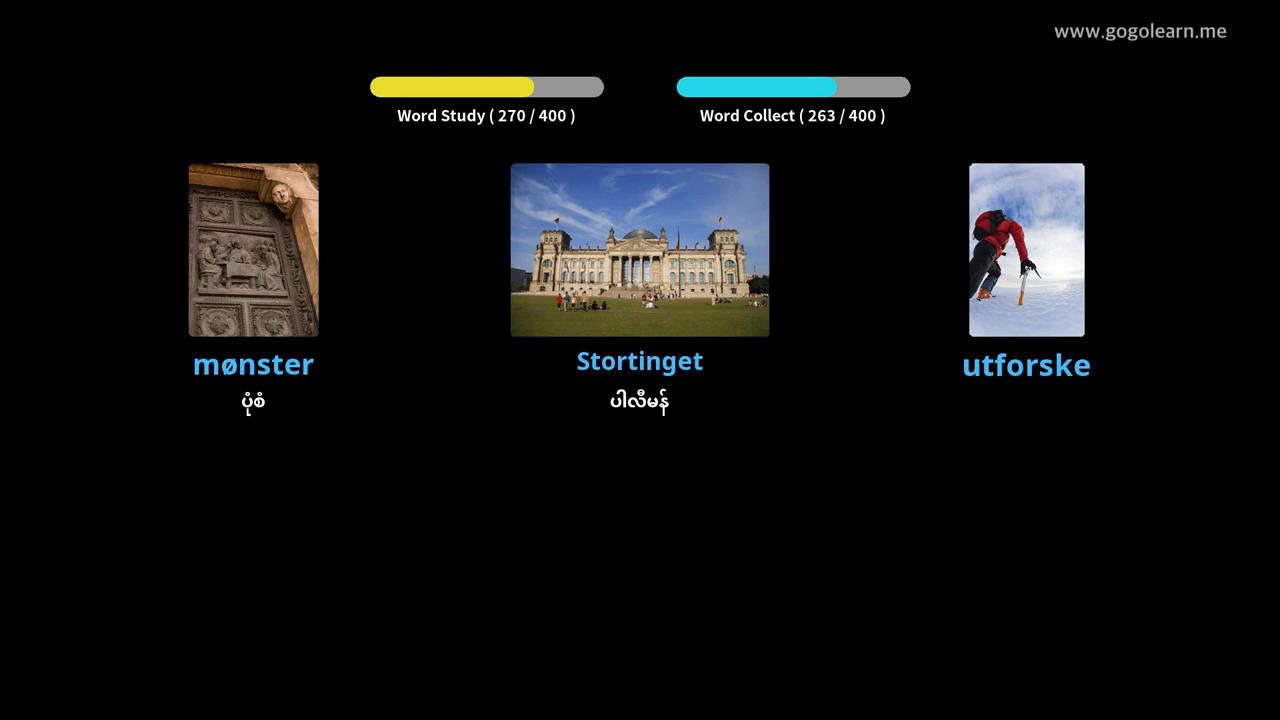 www.gogolearn.me
Word Study ( 270 / 400 )
Word Collect ( 263 / 400 )
mønster
Stortinget
utforske
ပုံစံ
ပါလီမန်